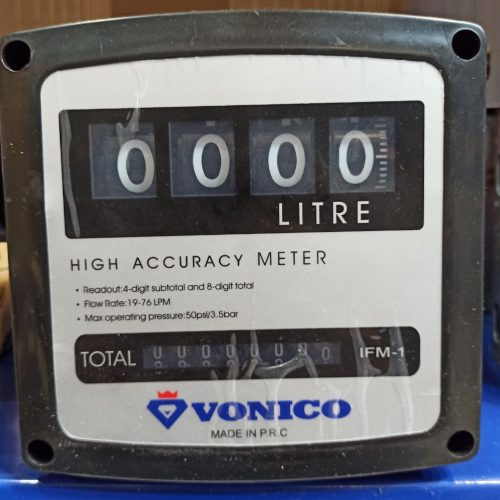 0000
LITRE
HIGH ACCURACY METER
• Readout:4-digit subtotal and 8-digit total
• Flow Rate:19-76 LPM
• Max operating pressure:50psi/3.5bar
TOTAL 00000000 IFM-1
VONICO
MADE IN P.R.C